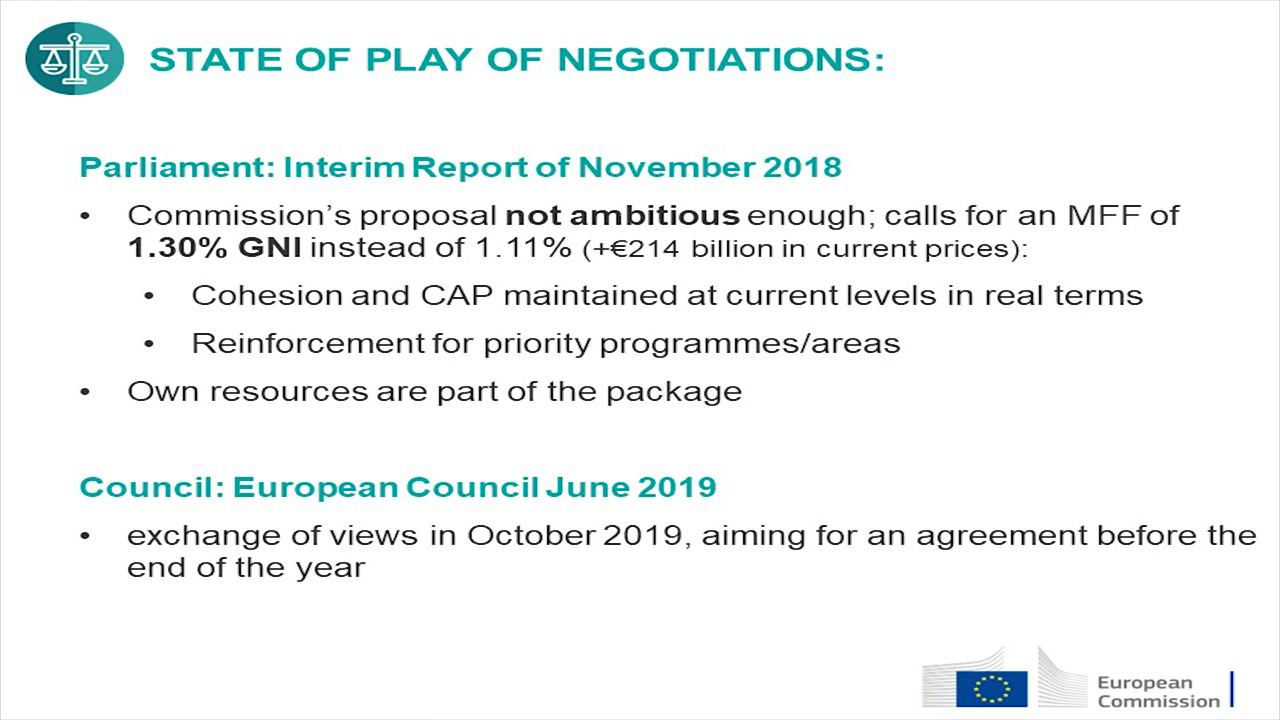 STATE OF PLAY OF NEGOTIATIONS:
Parliament: Interim Report of November 2018
• Commission’s proposal not ambitious enough; calls for an MFF of
1.30% GNI instead of 1.11% (+€214 billion in current prices):
• Cohesion and CAP maintained at current levels in real terms
• Reinforcement for priority programmes/areas
• Own resources are part of the package
Council: European Council June 2019
• exchange of views in October 2019, aiming for an agreement before the
end of the year
European
Commission